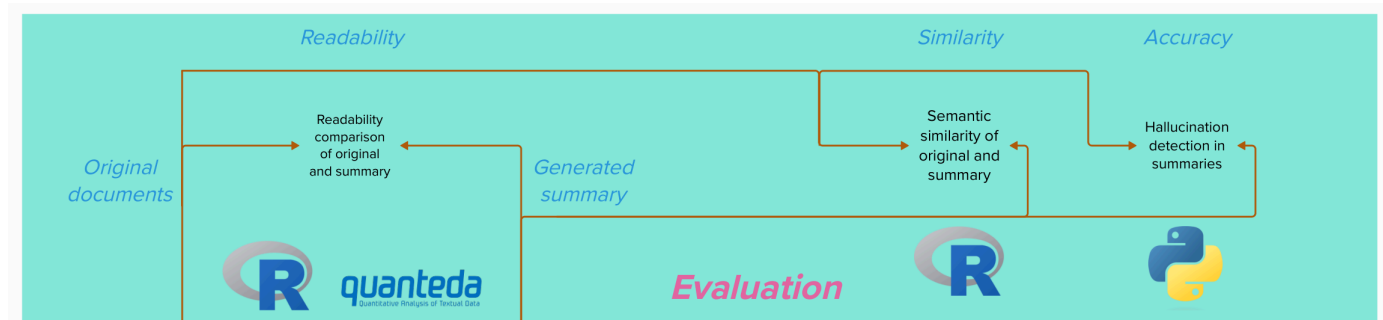 Readability
Similarity
Accuracy
Readability
comparison
of original
and summary
Semantic
similarity of
original and
summary
Hallucination
detection in
summaries
Original
documents
Generated
summary
R
quanteda
Quantitative Analysis of Textual Data
Evaluation
R